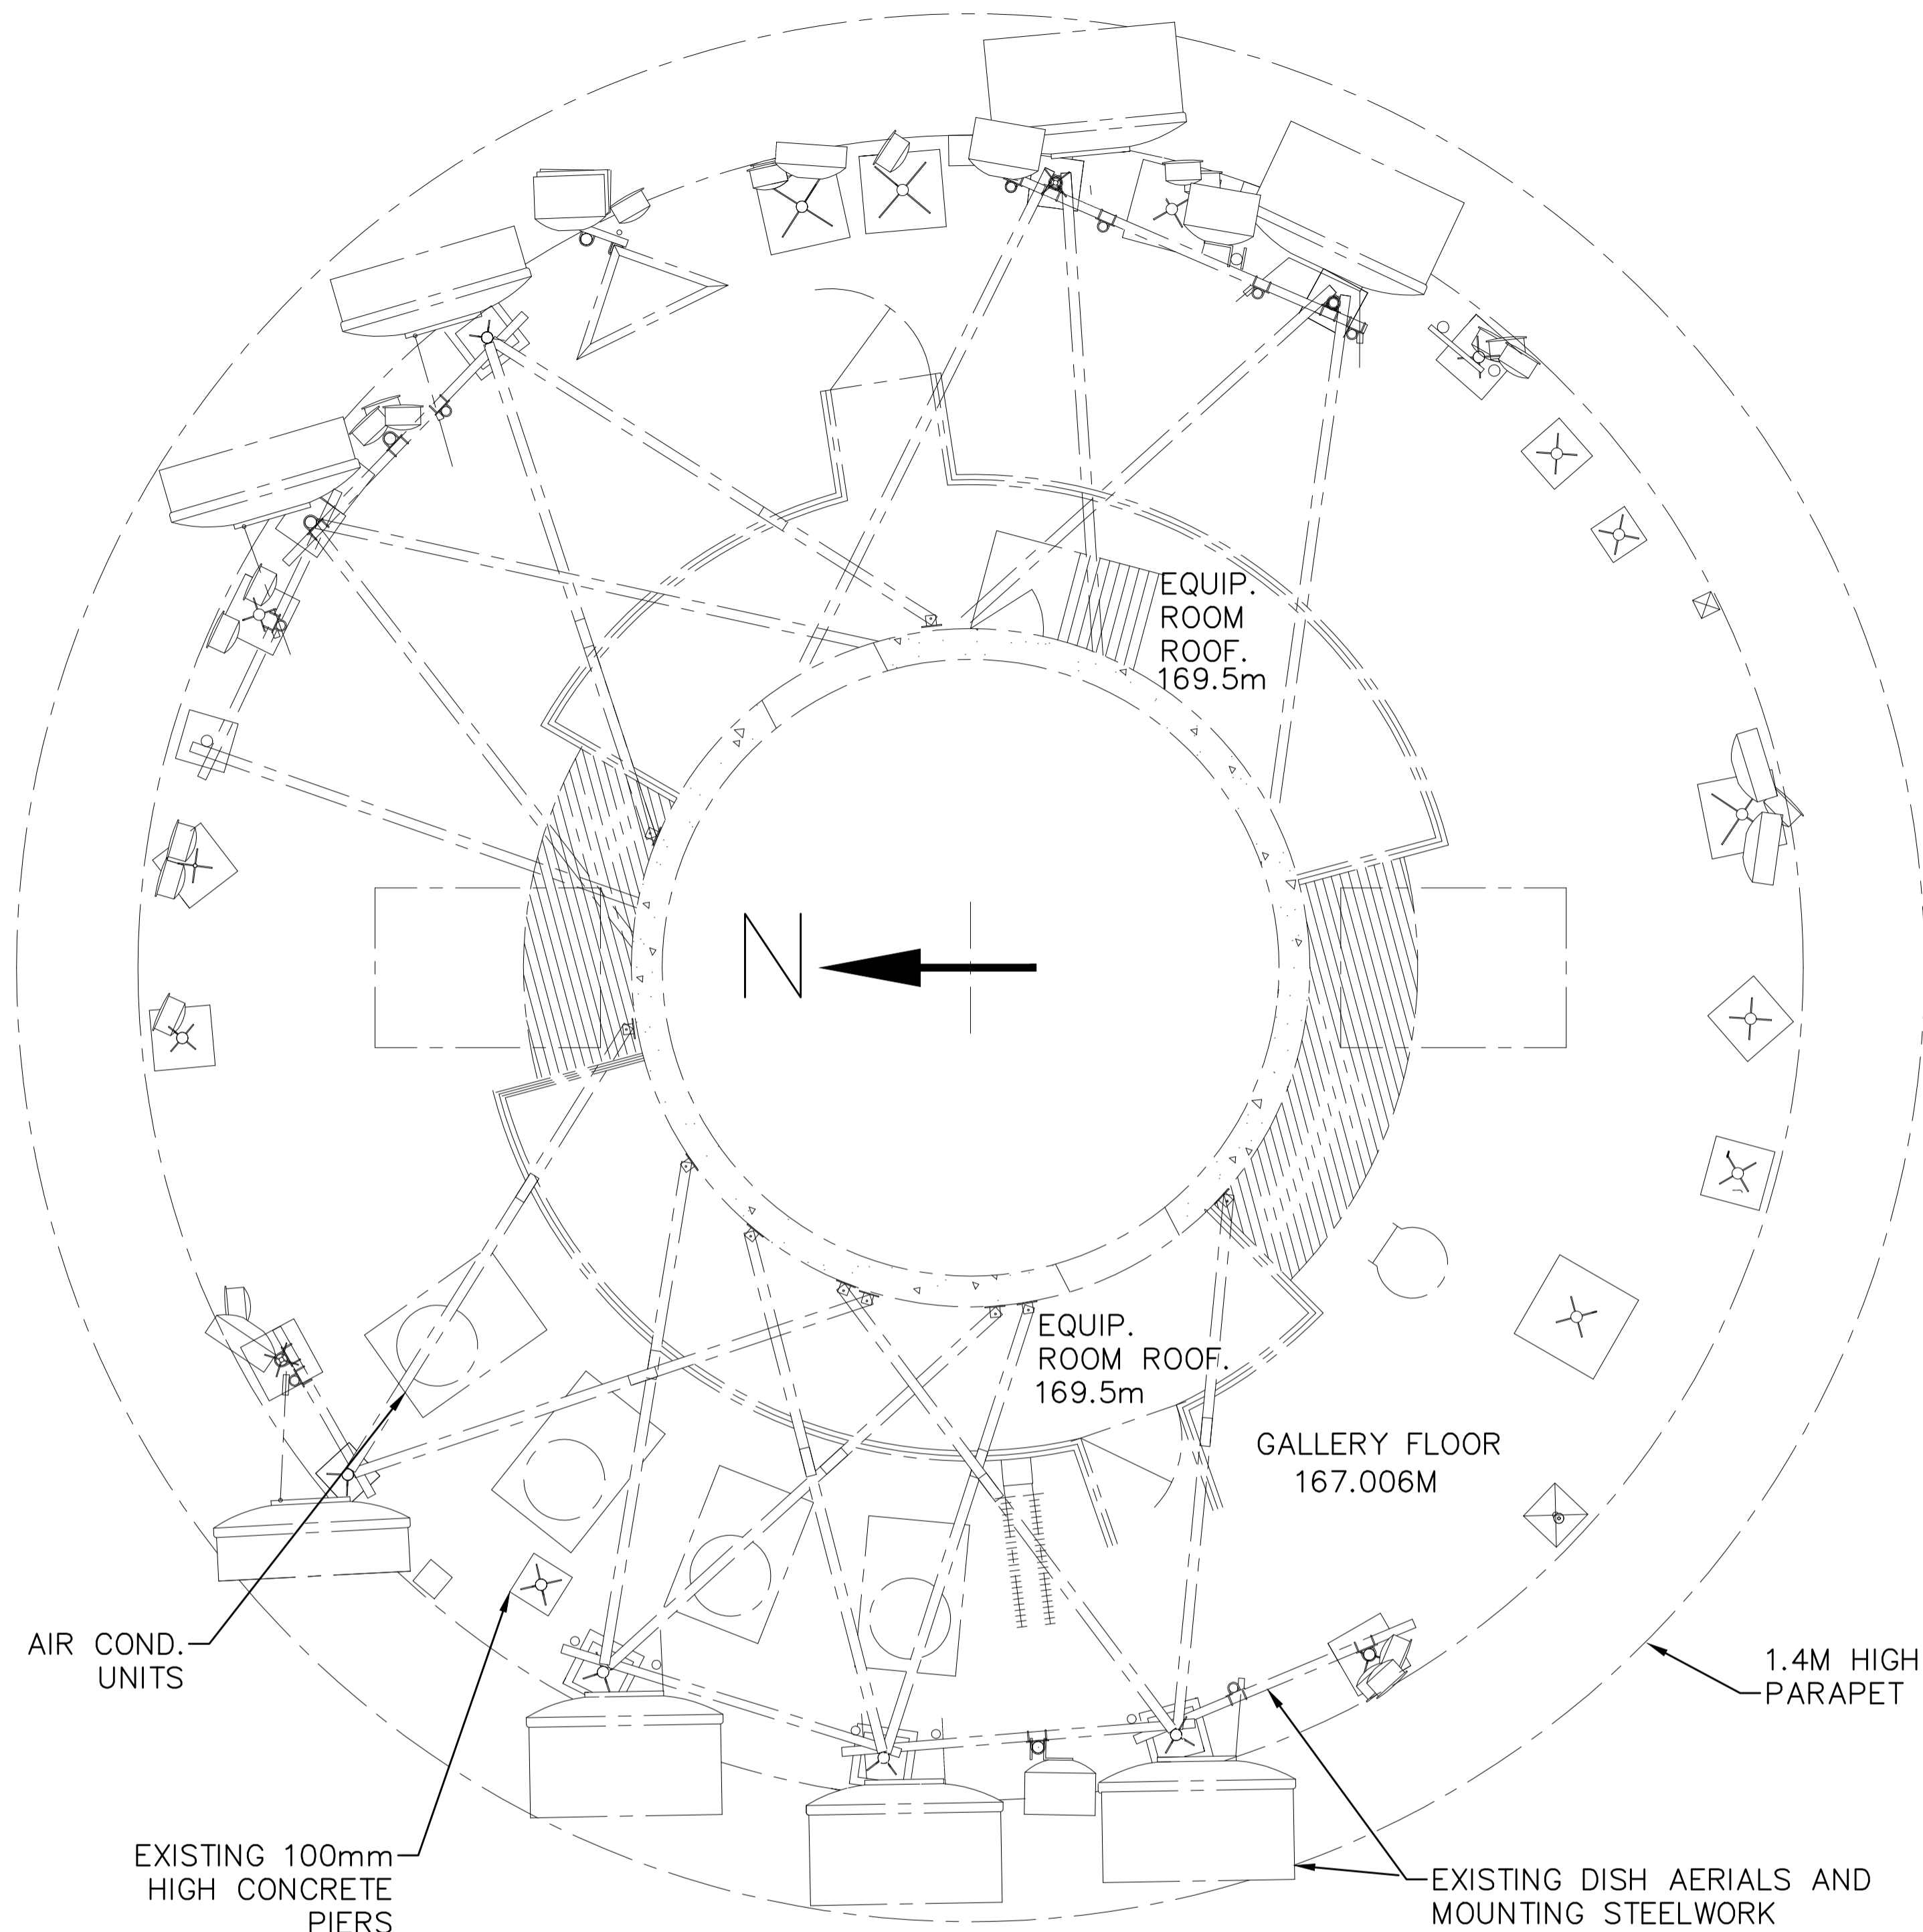 EQUIP.
ROOM
ROOF.
169.5m
N
EQUIP.
ROOM ROOF.
169.5m
GALLERY FLOOR
167.006M
AIR COND.
UNITS
1.4M HIGH
PARAPET
EXISTING 100mm
HIGH CONCRETE
PIERS
EXISTING DISH AERIALS AND
MOUNTING STEELWORK